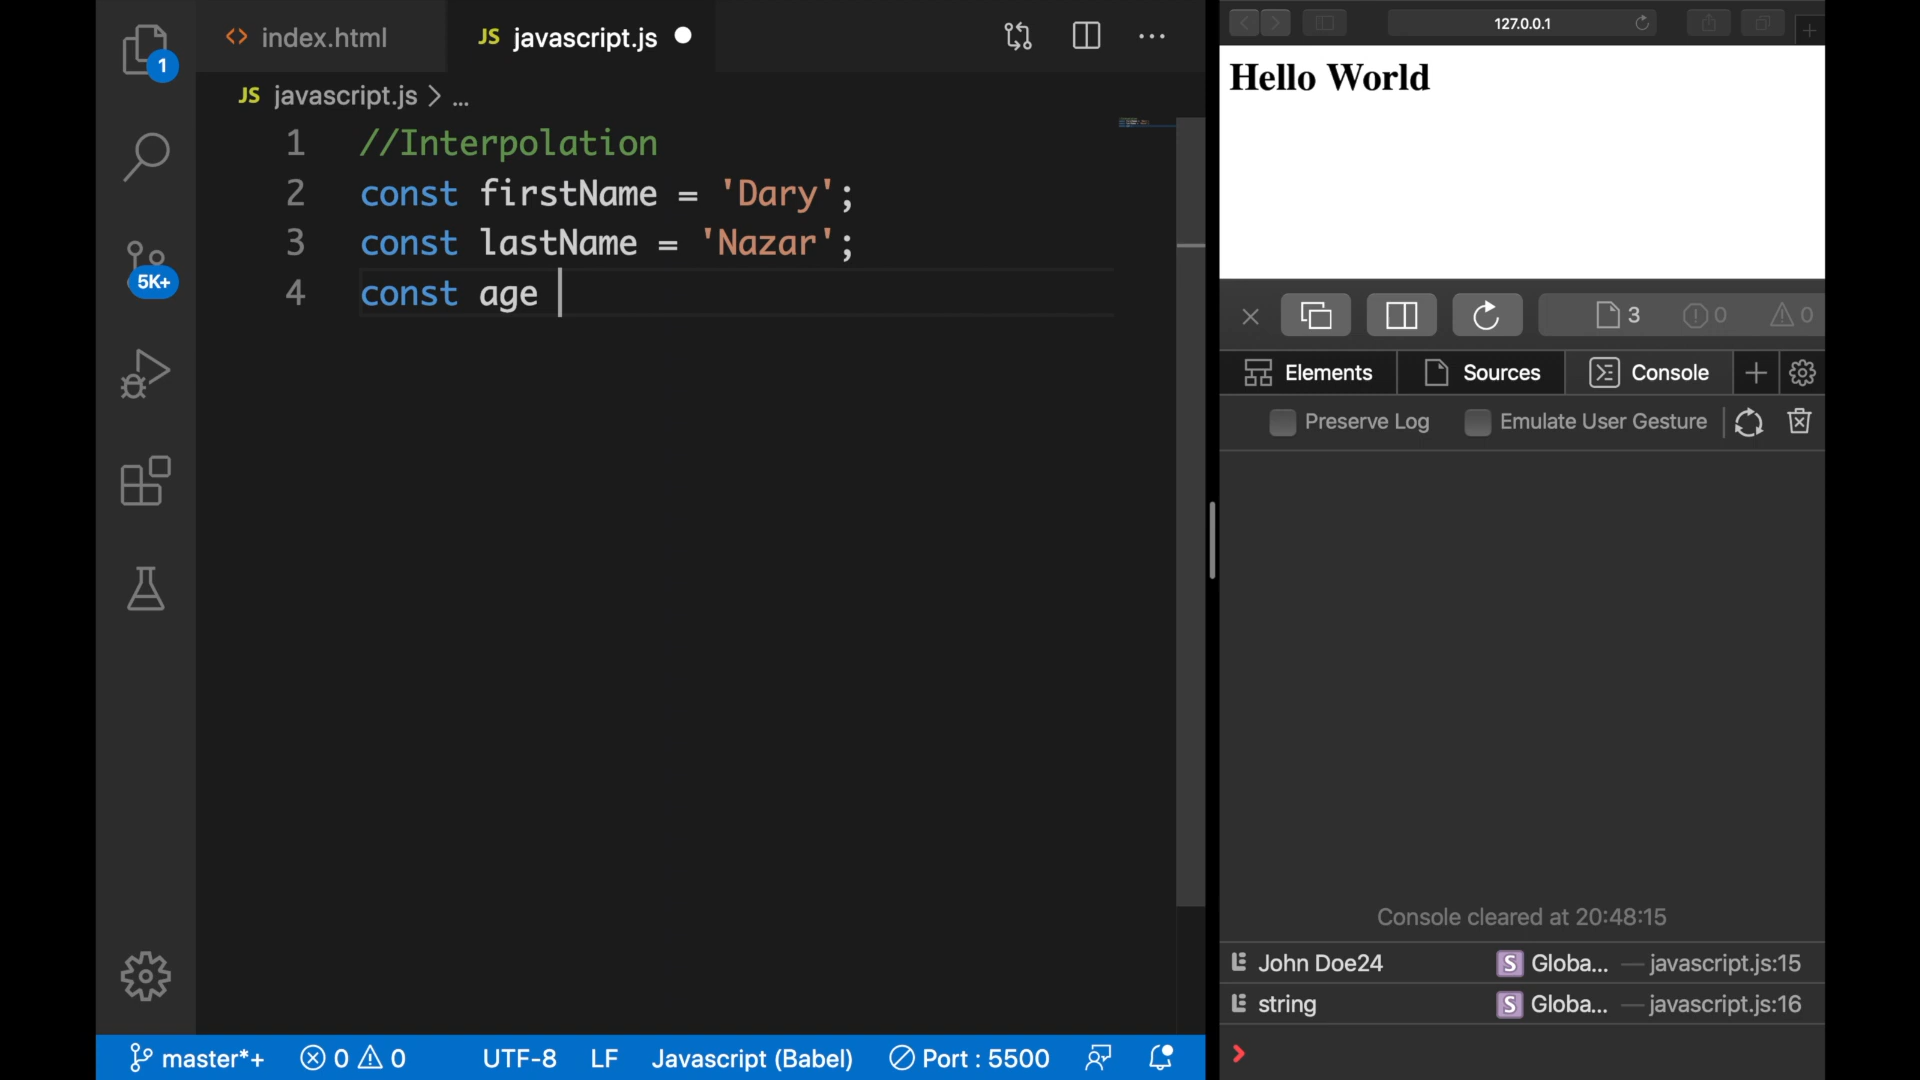 index.html
JS javascript.js
127.0.0.1
1
JS javascript.js > ...
1 //Interpolation
2 const firstName = 'Dary';
3 const lastName = 'Nazar';
4 const age
5K+
Hello World
3 0 0
Elements Sources Console
Preserve Log Emulate User Gesture
Console cleared at 20:48:15
John Doe24 S Globa... — javascript.js:15
string S Globa... — javascript.js:16
master*+ 0 0 UTF-8 LF Javascript (Babel) Port : 5500